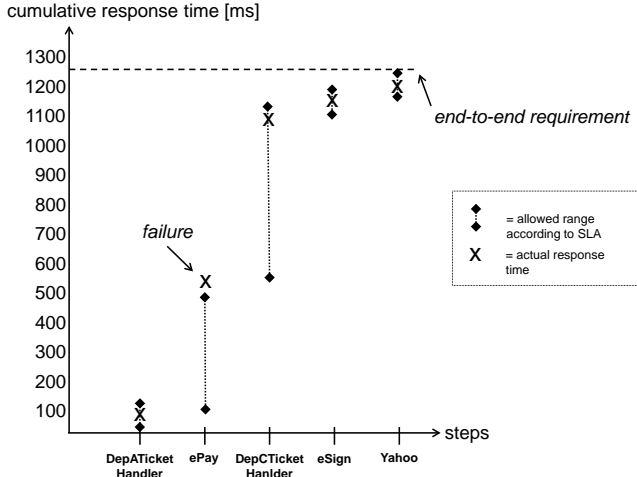 cumulative response time [ms]
1300
1200
1100
1000
900
800
700
600
500
400
300
200
100
end-to-end requirement
failure
= allowed range
according to SLA
X = actual response
time
X
X
X
X
X
steps
DepATicket
Handler
ePay
DepCTicket
Hanlder
eSign
Yahoo